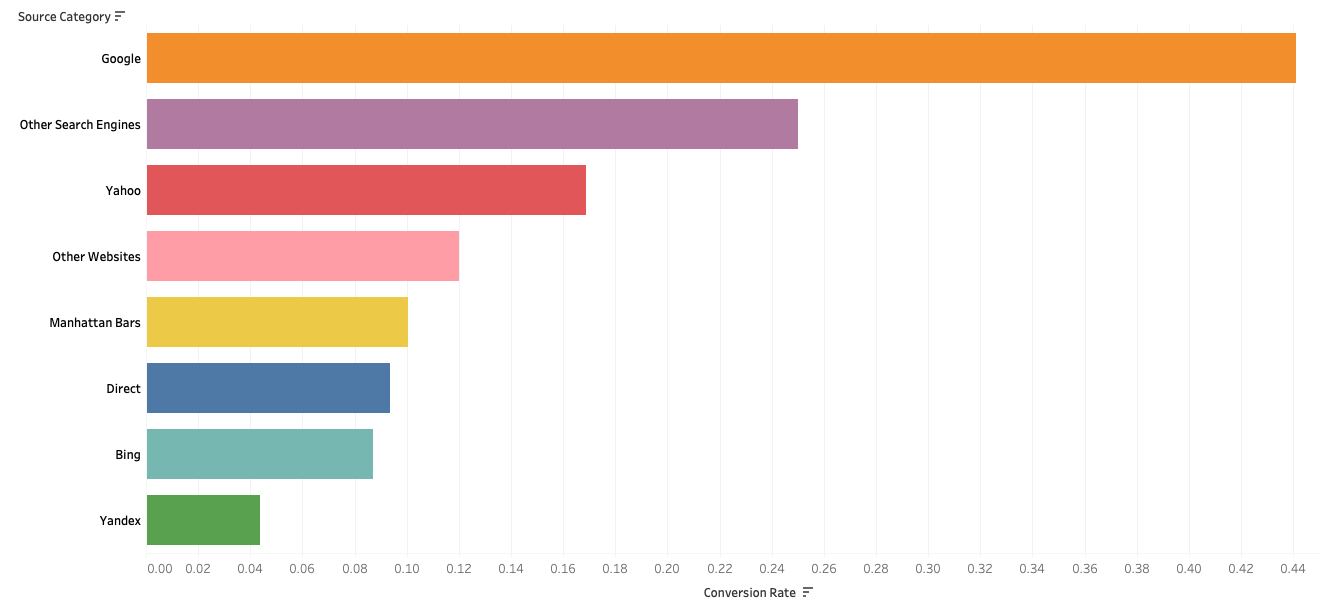 Source Category
Google
Other Search Engines
Yahoo
Other Websites
Manhattan Bars
Direct
Bing
Yandex
0.00 0.02 0.04 0.06 0.08 0.10 0.12 0.14 0.16 0.18 0.20 0.22 0.24 0.26 0.28 0.30 0.32 0.34 0.36 0.38 0.40 0.42 0.44
Conversion Rate